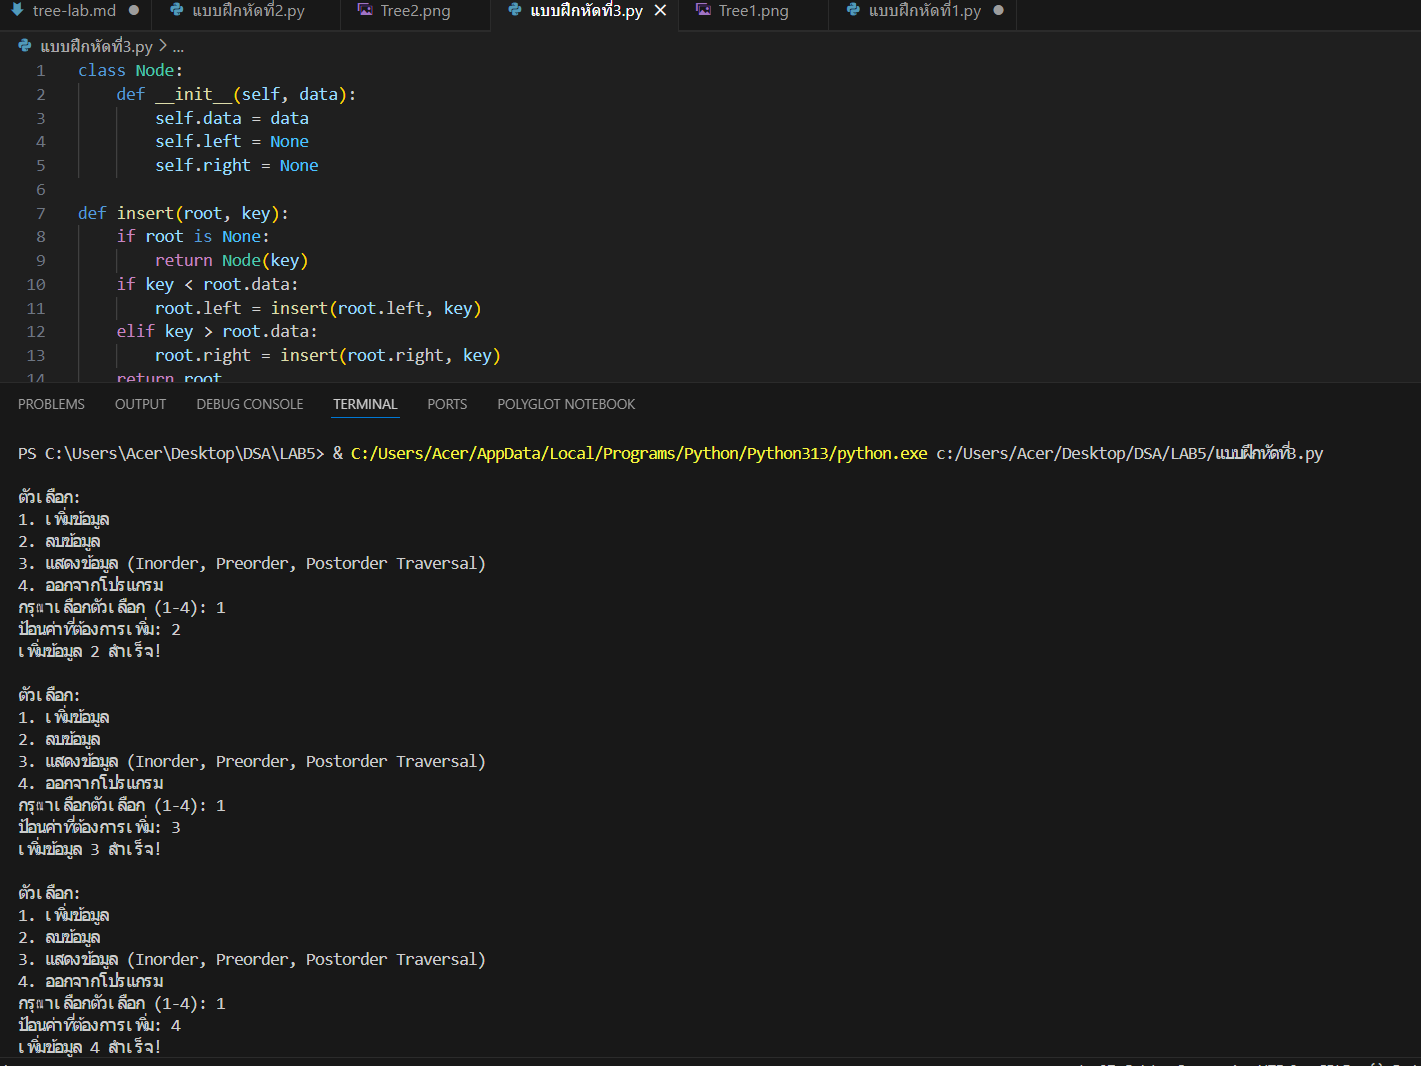 tree-lab.md
แบบฝึกหัดที่2.py
Tree2.png
แบบฝึกหัดที่3.py
Tree1.png
แบบฝึกหัดที่1.py
แบบฝึกหัดที่3.py > ...
1 class Node:
2 def __init__(self, data):
3 self.data = data
4 self.left = None
5 self.right = None
6
7 def insert(root, key):
8 if root is None:
9 return Node(key)
10 if key < root.data:
11 root.left = insert(root.left, key)
12 elif key > root.data:
13 root.right = insert(root.right, key)
14 return root
PROBLEMS OUTPUT DEBUG CONSOLE TERMINAL PORTS POLYGLOT NOTEBOOK
PS C:\Users\Acer\Desktop\DSA\LAB5> & C:/Users/Acer/AppData/Local/Programs/Python/Python313/python.exe c:/Users/Acer/Desktop/DSA/LAB5/แบบฝึกหัดที่3.py
ตัวเลือก:
1. เพิ่มข้อมูล
2. ลบข้อมูล
3. แสดงข้อมูล (Inorder, Preorder, Postorder Traversal)
4. ออกจากโปรแกรม
กรุณาเลือกตัวเลือก (1-4): 1
ป้อนค่าที่ต้องการเพิ่ม: 2
เพิ่มข้อมูล 2 สำเร็จ!
ตัวเลือก:
1. เพิ่มข้อมูล
2. ลบข้อมูล
3. แสดงข้อมูล (Inorder, Preorder, Postorder Traversal)
4. ออกจากโปรแกรม
กรุณาเลือกตัวเลือก (1-4): 1
ป้อนค่าที่ต้องการเพิ่ม: 3
เพิ่มข้อมูล 3 สำเร็จ!
ตัวเลือก:
1. เพิ่มข้อมูล
2. ลบข้อมูล
3. แสดงข้อมูล (Inorder, Preorder, Postorder Traversal)
4. ออกจากโปรแกรม
กรุณาเลือกตัวเลือก (1-4): 1
ป้อนค่าที่ต้องการเพิ่ม: 4
เพิ่มข้อมูล 4 สำเร็จ!